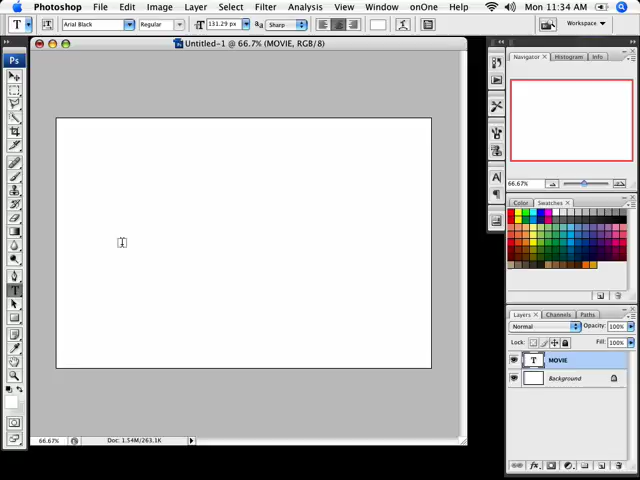 Photoshop File Edit Image Layer Select Filter Analysis View Window onOne Help Mon 11:34 AM
T Arial Black Regular 131.29 px Sharp Workspace
Untitled-1 @ 66.7% (MOVIE, RGB/8)
Ps
Navigator Histogram Info
66.67%
Color Swatches
Layers Channels Paths
Normal Opacity: 100%
Lock: Fill: 100%
T MOVIE
Background
66.67% Doc: 1.54M/263.1K